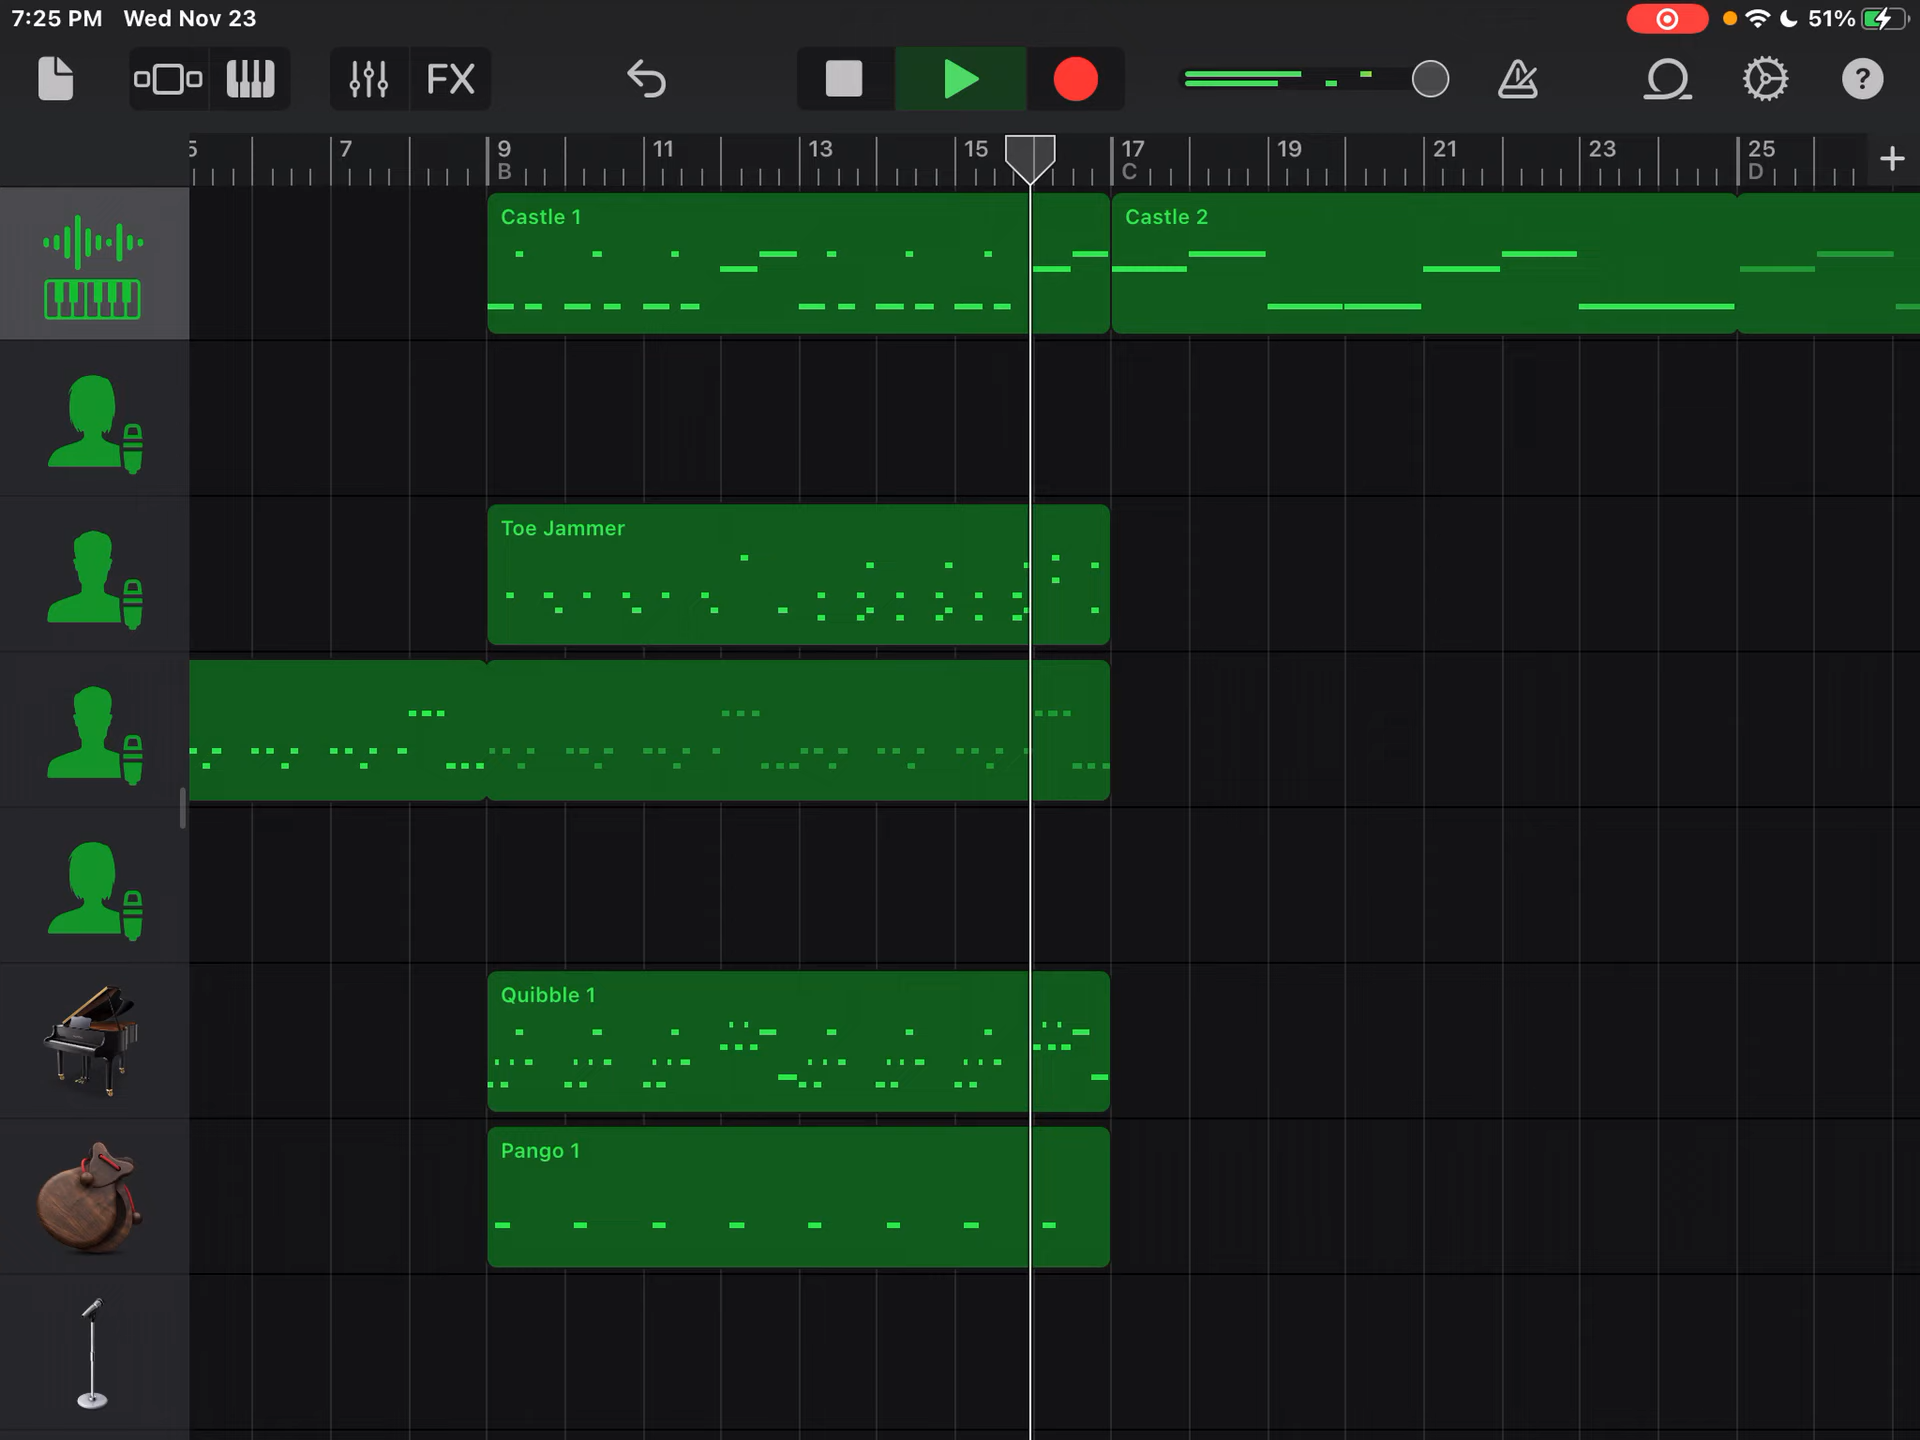 7:25 PM Wed Nov 23 51%
FX ?
5 7 9 11 13 15 17 19 21 23 25 +
B C D
Castle 1 Castle 2
Toe Jammer
Quibble 1
Pango 1